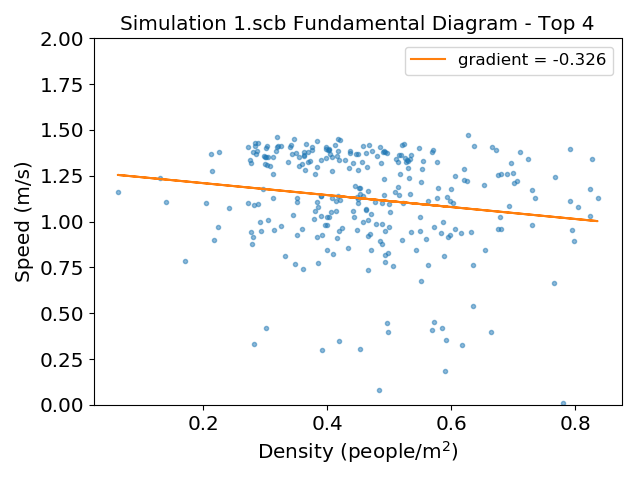 Simulation 1.scb Fundamental Diagram - Top 4
gradient = -0.326
2.00
1.75
1.50
1.25
1.00
0.75
0.50
0.25
0.00
Speed (m/s)
0.2 0.4 0.6 0.8
Density (people/m²)